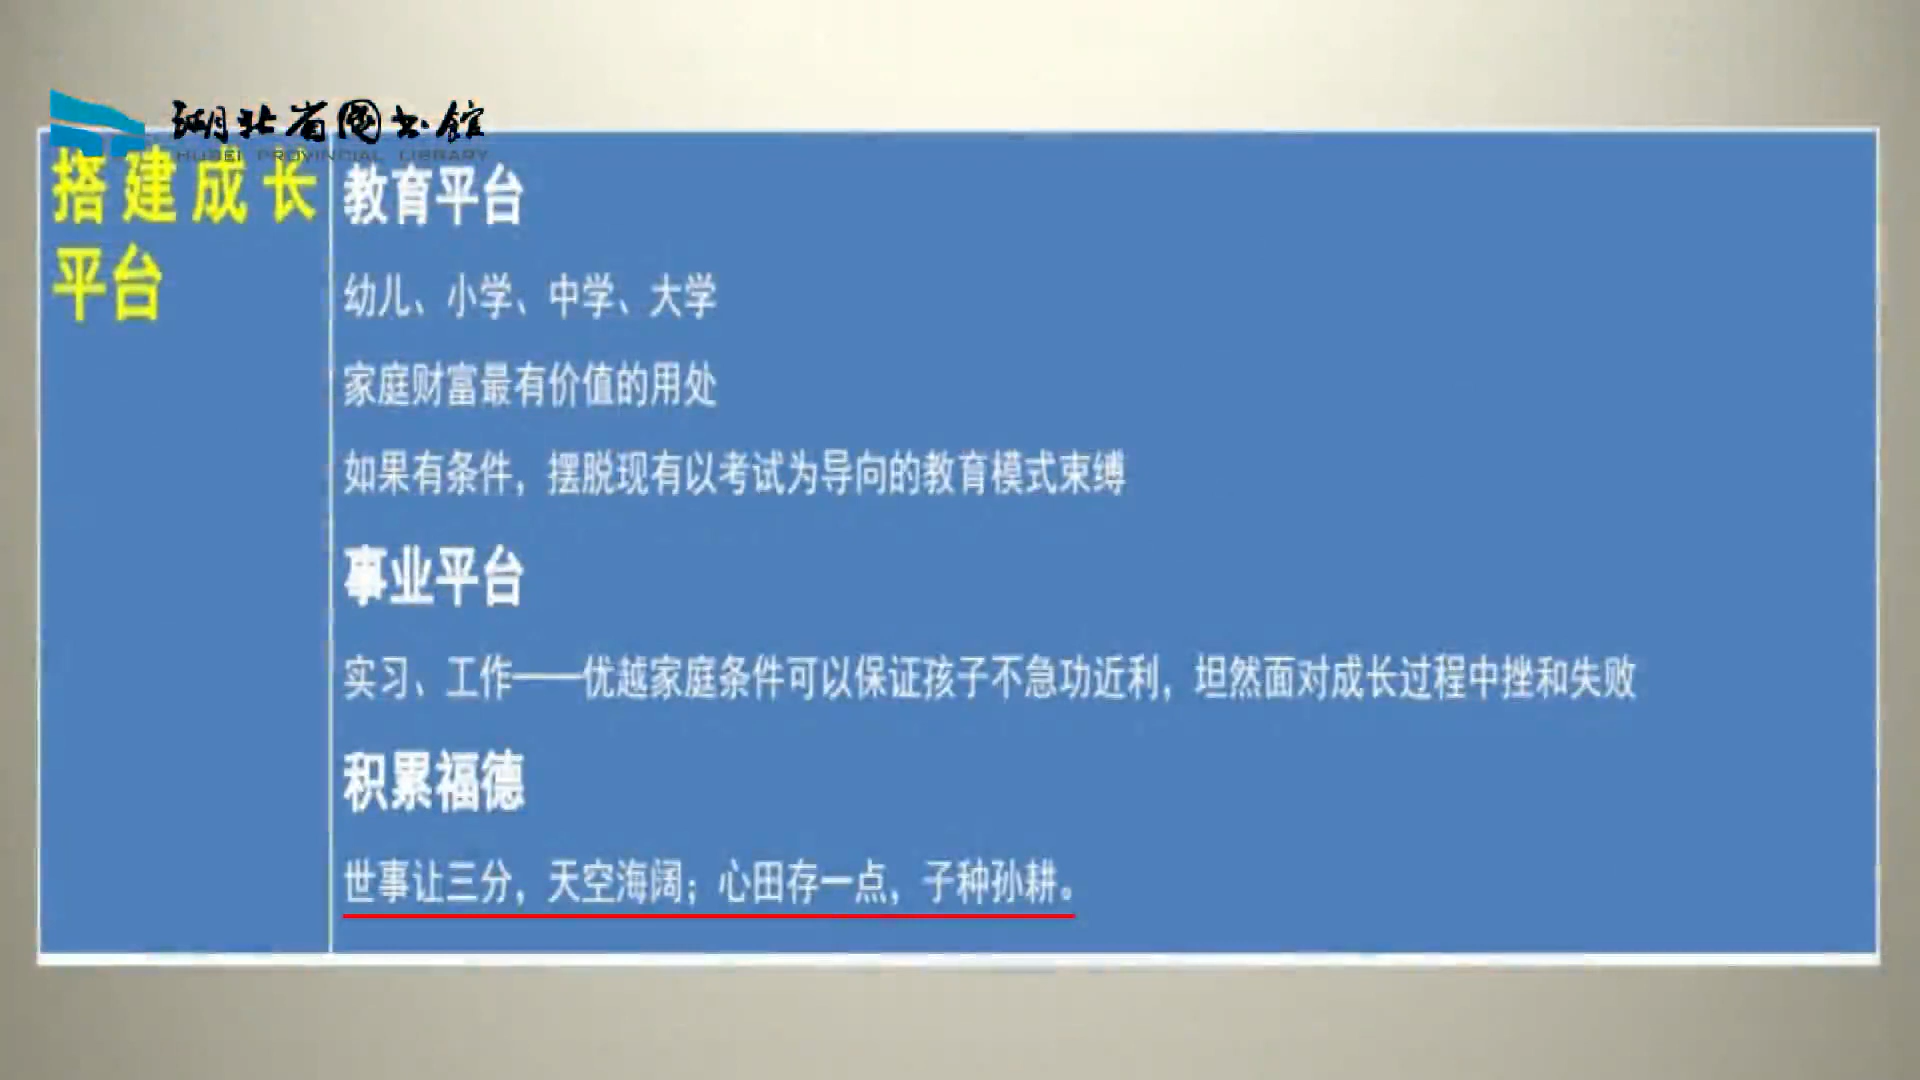 湖北省图书馆
HUBEI PROVINCIAL LIBRARY
搭建成长
平台
教育平台
幼儿、小学、中学、大学
家庭财富最有价值的用处
如果有条件，摆脱现有以考试为导向的教育模式束缚
事业平台
实习、工作——优越家庭条件可以保证孩子不急功近利，坦然面对成长过程中挫和失败
积累福德
世事让三分，天空海阔；心田存一点，子种孙耕。